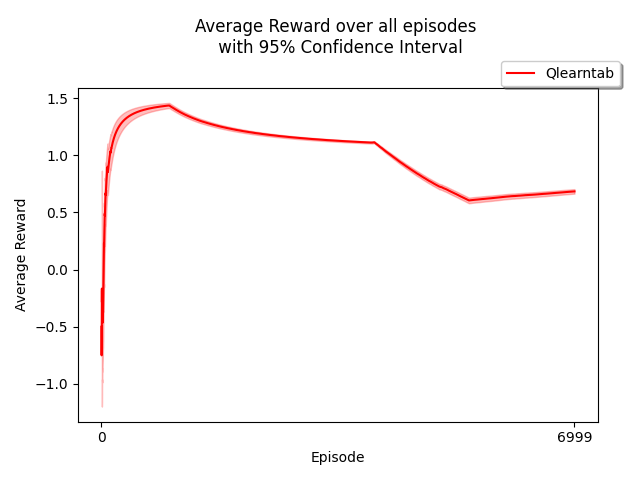 Average Reward over all episodes
with 95% Confidence Interval
Qlearntab
1.5
1.0
0.5
0.0
−0.5
−1.0
Average Reward
0
6999
Episode